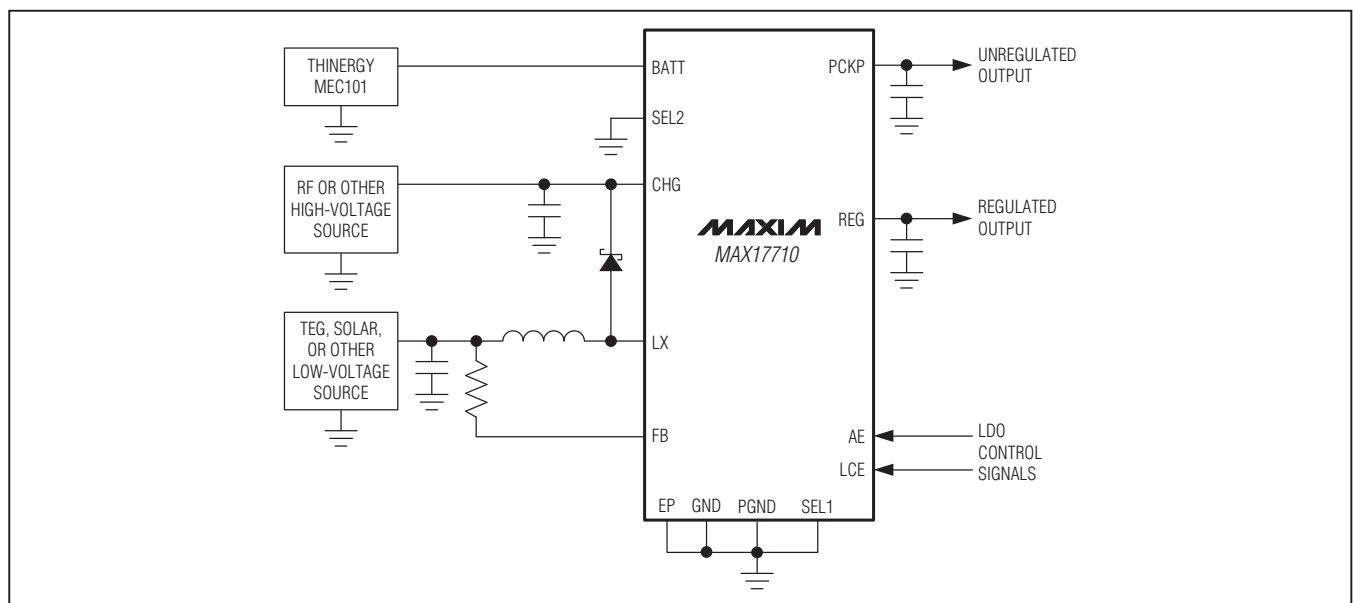 THINERGY
MEC101
BATT
SEL2
RF OR OTHER
HIGH-VOLTAGE
SOURCE
CHG
TEG, SOLAR,
OR OTHER
LOW-VOLTAGE
SOURCE
LX
FB
MAXIM
MAX17710
PCKP
UNREGULATED
OUTPUT
REG
REGULATED
OUTPUT
AE
LCE
LDO
CONTROL
SIGNALS
EP GND PGND SEL1